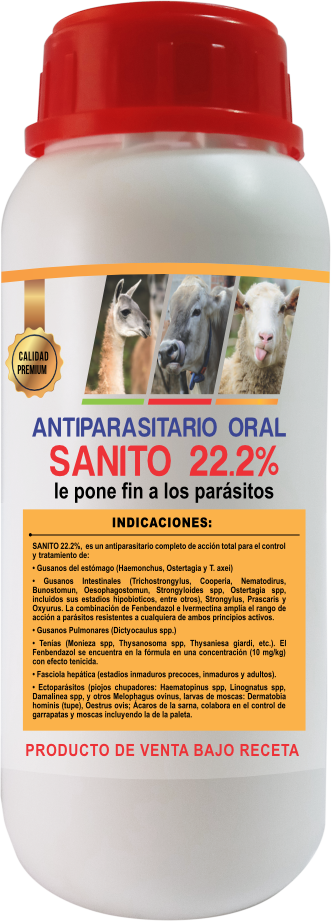 CALIDAD
PREMIUM
ANTIPARASITARIO ORAL
SANITO 22.2%
le pone fin a los parásitos
INDICACIONES:
SANITO 22.2%, es un antiparasitario completo de acción total para el control
y tratamiento de:
• Gusanos del estómago (Haemonchus, Ostertagia y T. axei)
• Gusanos Intestinales (Trichostrongylus, Cooperia, Nematodirus,
Bunostomun, Oesophagostomun, Strongyloides spp, Ostertagia spp,
incluidos sus estadios hipobioticos, entre otros), Strongylus, Prascaris y
Oxyurus. La combinación de Fenbendazol e Ivermectina amplia el rango de
acción a parásitos resistentes a cualquiera de ambos principios activos.
• Gusanos Pulmonares (Dictyocaulus spp.)
• Tenias (Monieza spp, Thysanosoma spp, Thysaniesa giardi, etc.). El
Fenbendazol se encuentra en la fórmula en una concentración (10 mg/kg)
con efecto tenicida.
• Fasciola hepática (estadios inmaduros precoces, inmaduros y adultos).
• Ectoparásitos (piojos chupadores: Haematopinus spp, Linognatus spp,
Damalinea spp, y otros Melophagus ovinus, larvas de moscas: Dermatobia
hominis (tupe), Oestrus ovis; Ácaros de la sarna, colabora en el control de
garrapatas y moscas incluyendo la de la paleta.
PRODUCTO DE VENTA BAJO RECETA